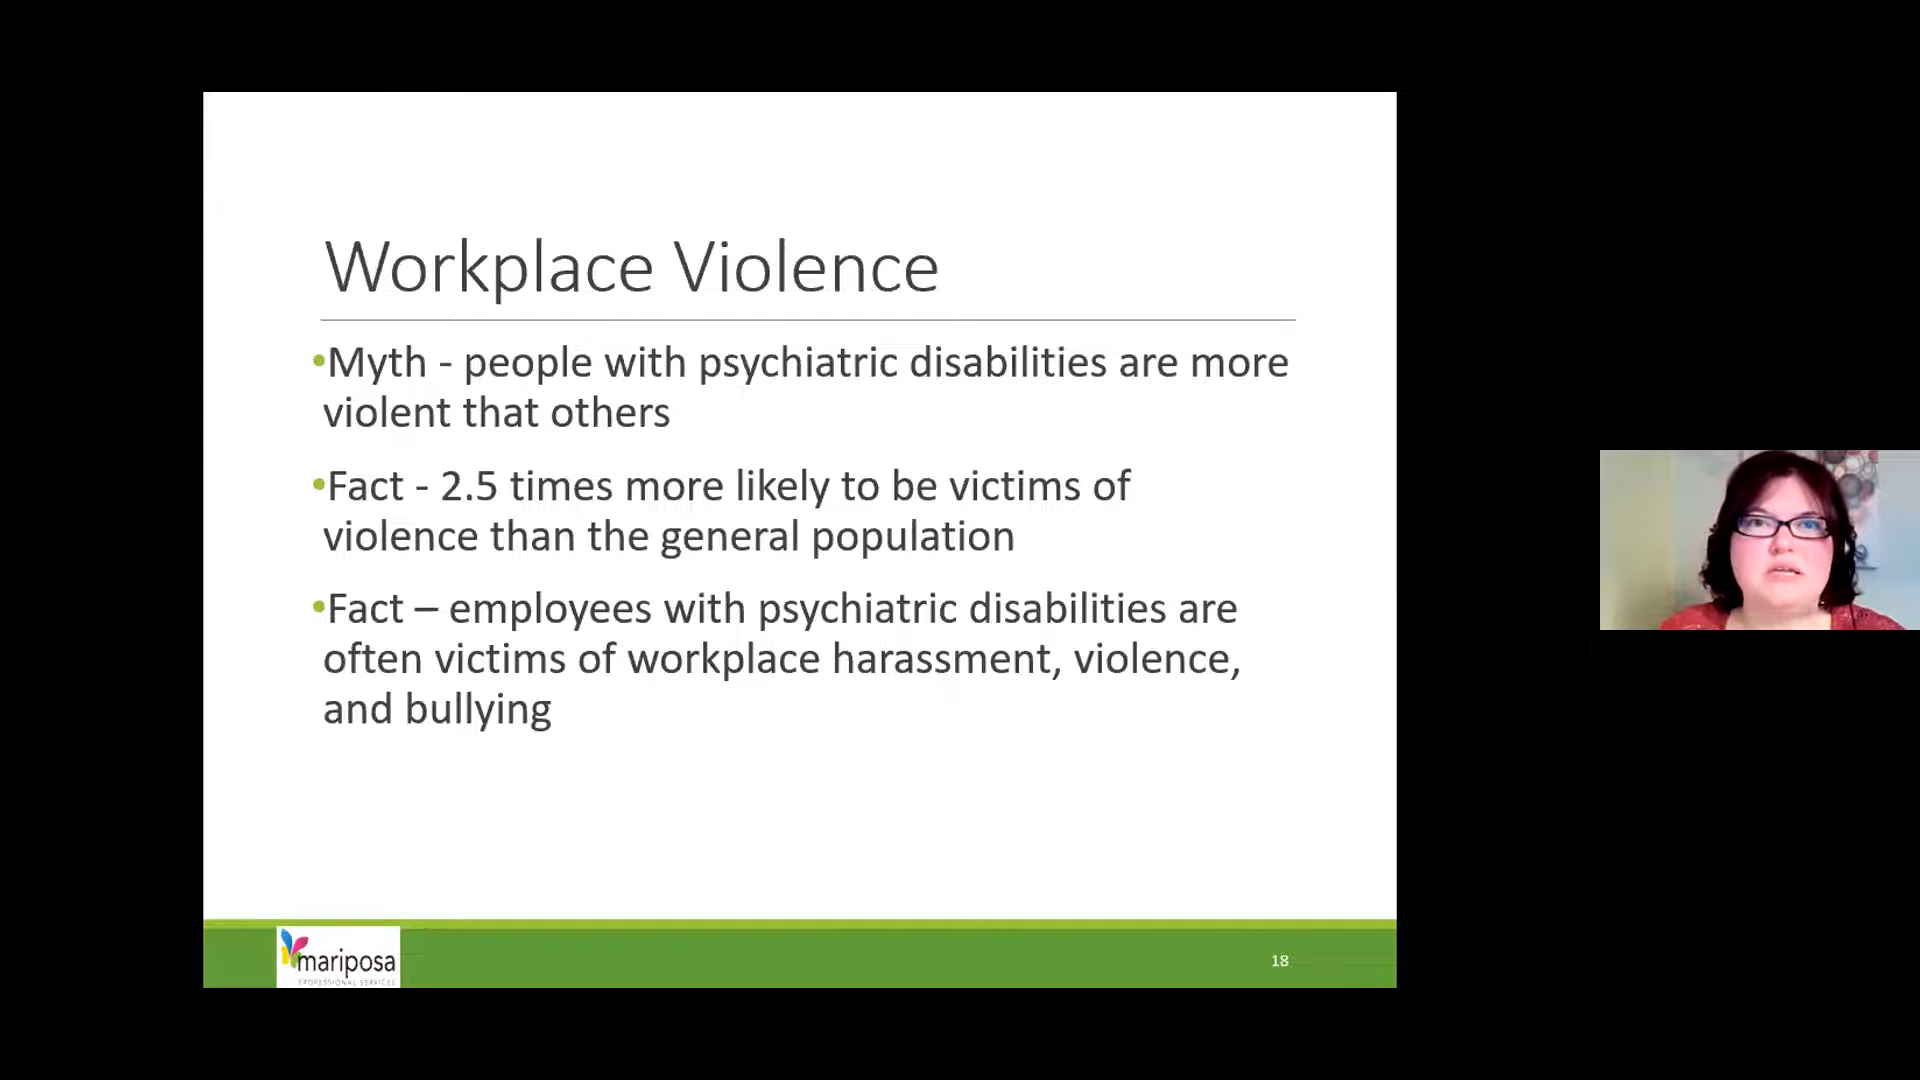 Workplace Violence
•Myth - people with psychiatric disabilities are more
violent that others
•Fact - 2.5 times more likely to be victims of
violence than the general population
•Fact – employees with psychiatric disabilities are
often victims of workplace harassment, violence,
and bullying
mariposa
PROFESSIONAL SERVICES
18